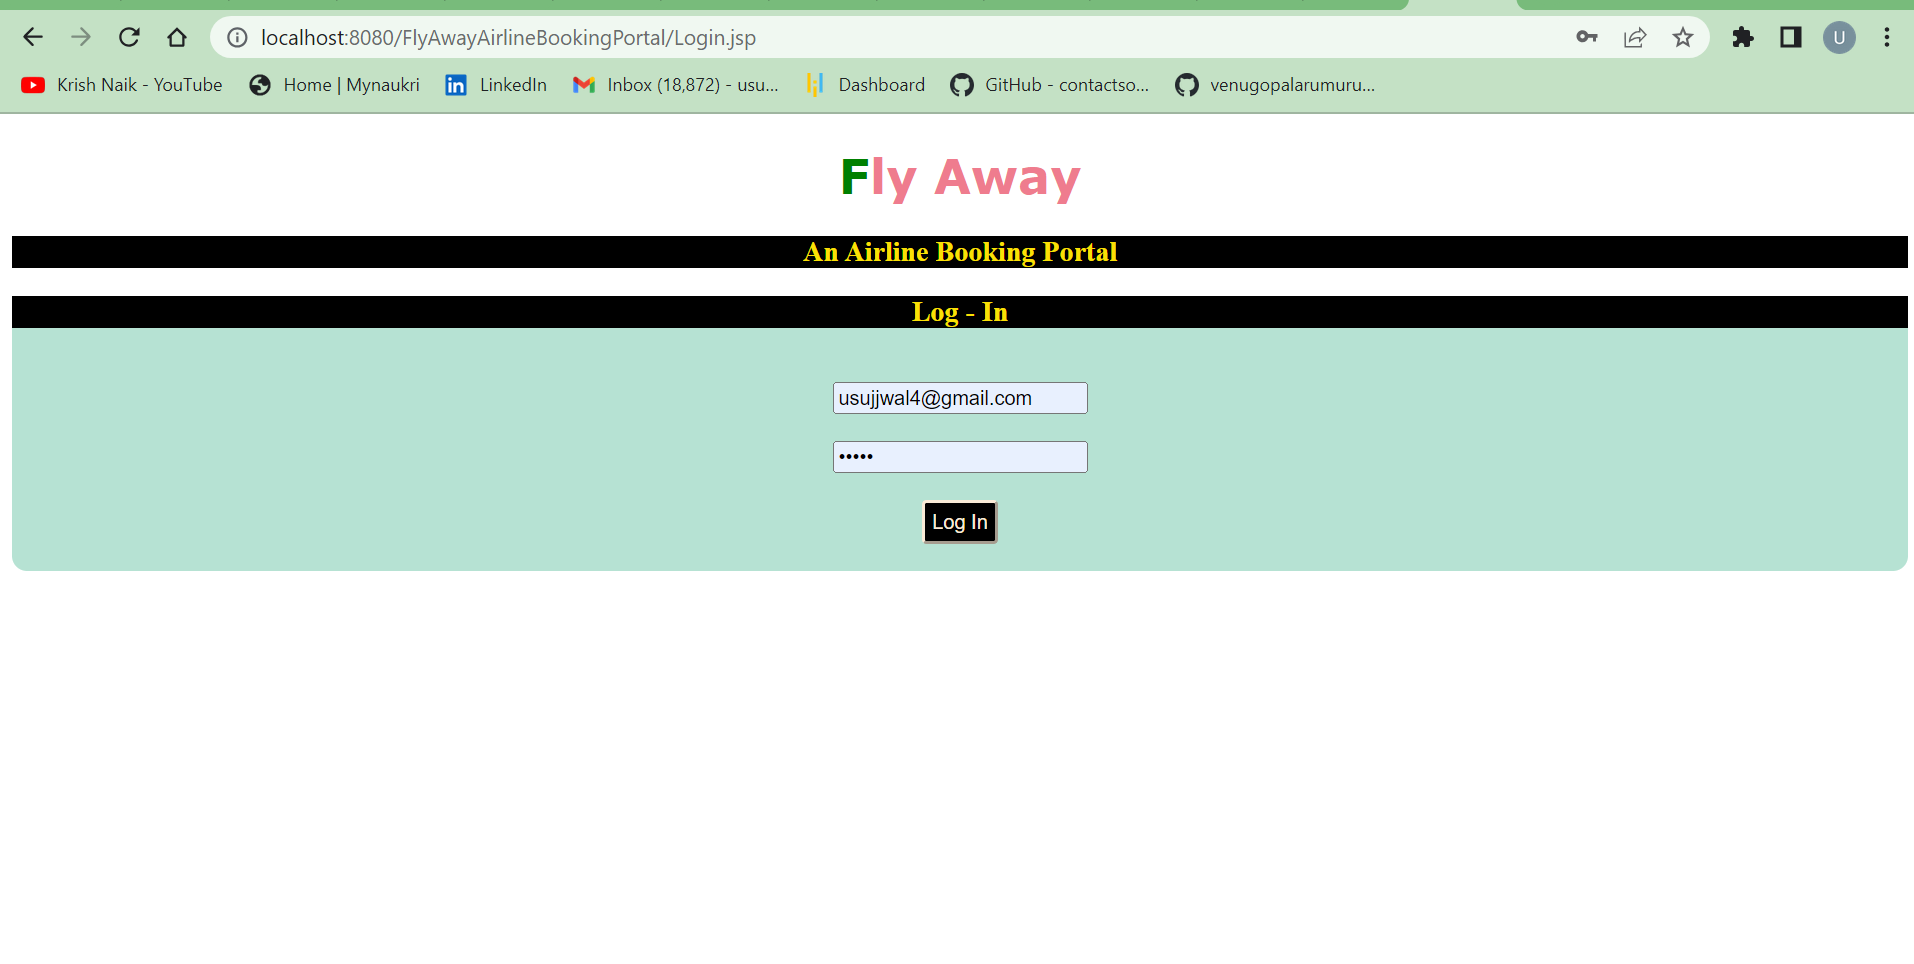 localhost:8080/FlyAwayAirlineBookingPortal/Login.jsp
U
Krish Naik - YouTube Home | Mynaukri LinkedIn Inbox (18,872) - usu... Dashboard GitHub - contactso... venugopalarumuru...
Fly Away
An Airline Booking Portal
Log - In
usujjwal4@gmail.com
•••••
Log In